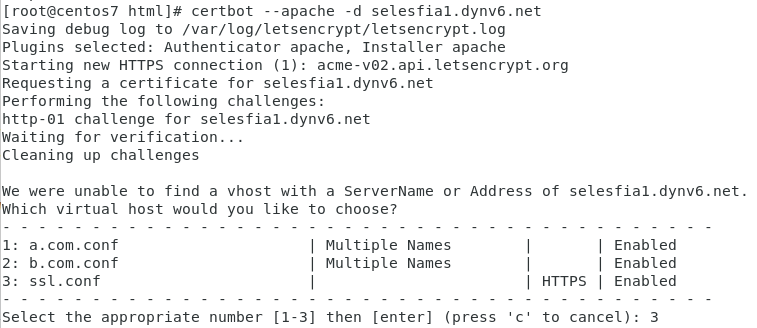 [root@centos7 html]# certbot --apache -d selesfia1.dynv6.net
Saving debug log to /var/log/letsencrypt/letsencrypt.log
Plugins selected: Authenticator apache, Installer apache
Starting new HTTPS connection (1): acme-v02.api.letsencrypt.org
Requesting a certificate for selesfia1.dynv6.net
Performing the following challenges:
http-01 challenge for selesfia1.dynv6.net
Waiting for verification...
Cleaning up challenges

We were unable to find a vhost with a ServerName or Address of selesfia1.dynv6.net.
Which virtual host would you like to choose?
- - - - - - - - - - - - - - - - - - - - - - - - - - - - - - - - - - - - - - - -
1: a.com.conf                     | Multiple Names        |       | Enabled
2: b.com.conf                     | Multiple Names        |       | Enabled
3: ssl.conf                       |                       | HTTPS | Enabled
- - - - - - - - - - - - - - - - - - - - - - - - - - - - - - - - - - - - - - - -
Select the appropriate number [1-3] then [enter] (press 'c' to cancel): 3